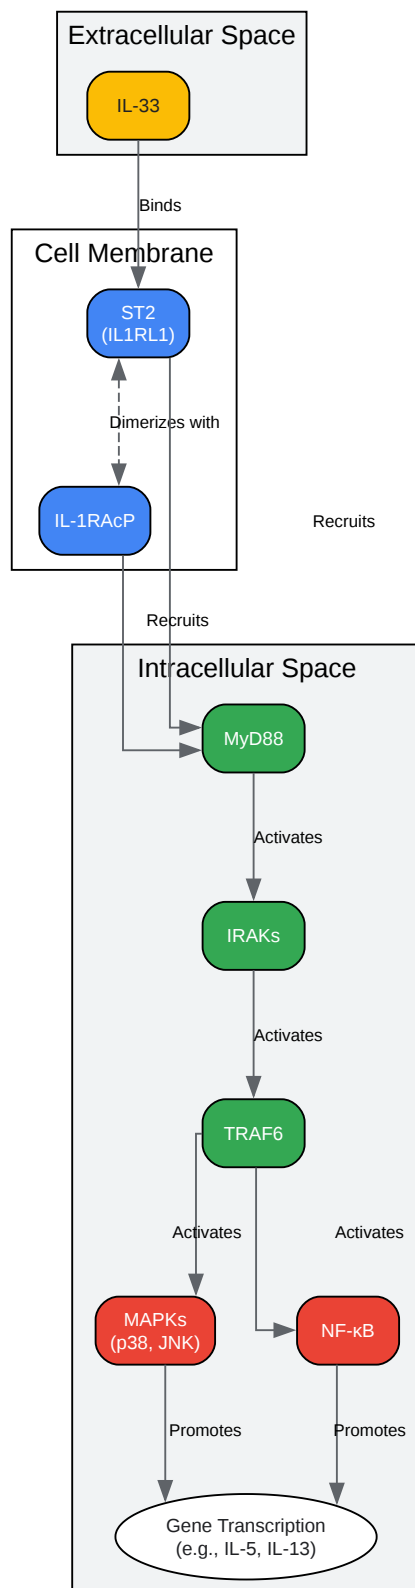 Extracellular Space
IL-33
Binds
Cell Membrane
ST2
(IL1RL1)
Dimerizes with
IL-1RAcP
Recruits
Recruits
Intracellular Space
MyD88
Activates
IRAKs
Activates
TRAF6
Activates
Activates
MAPKs
(p38, JNK)
NF-κB
Promotes
Promotes
Gene Transcription
(e.g., IL-5, IL-13)